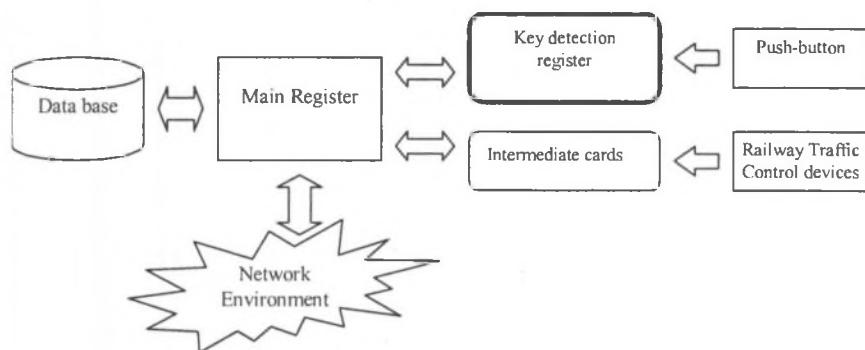 Data base
Main Register
Key detection
register
Push-button
Intermediate cards
Railway Traffic
Control devices
Network
Environment